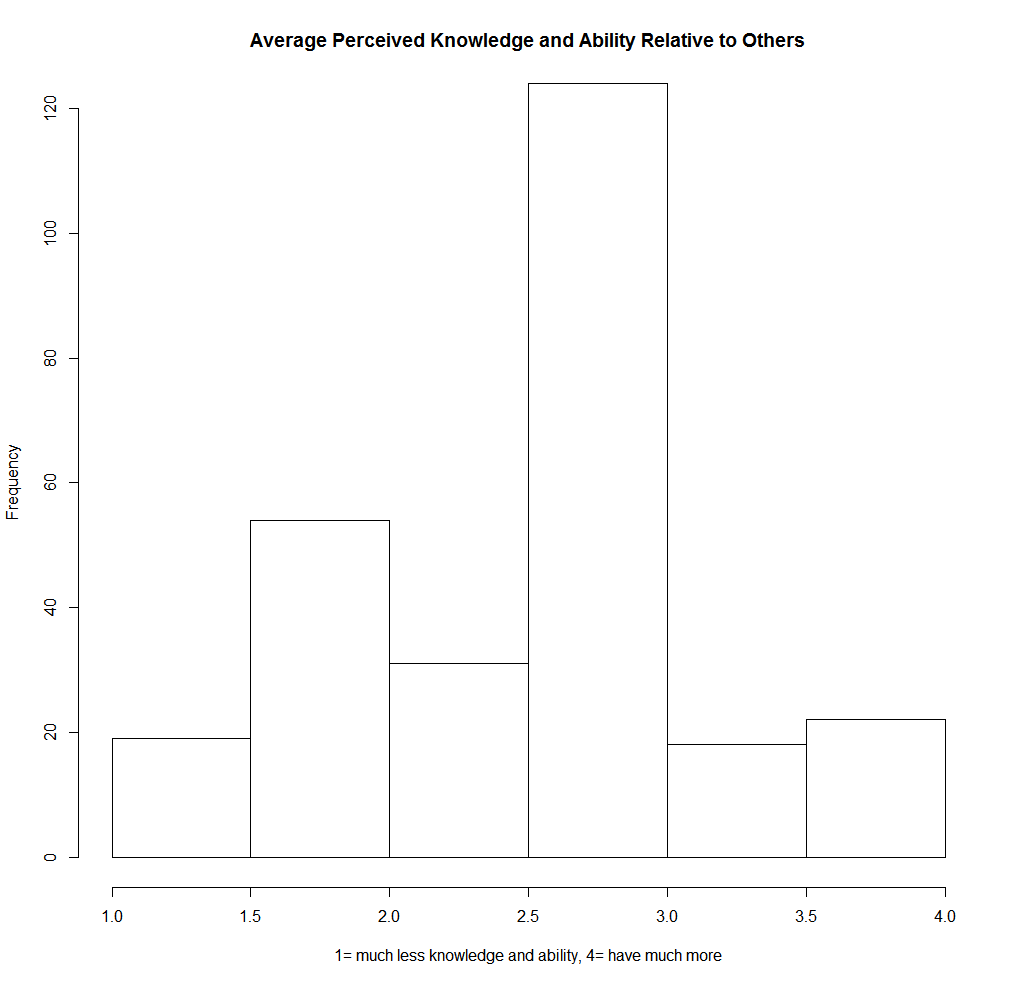 Average Perceived Knowledge and Ability Relative to Others
Frequency
120
100
80
60
40
20
0
1.0 1.5 2.0 2.5 3.0 3.5 4.0
1= much less knowledge and ability, 4= have much more